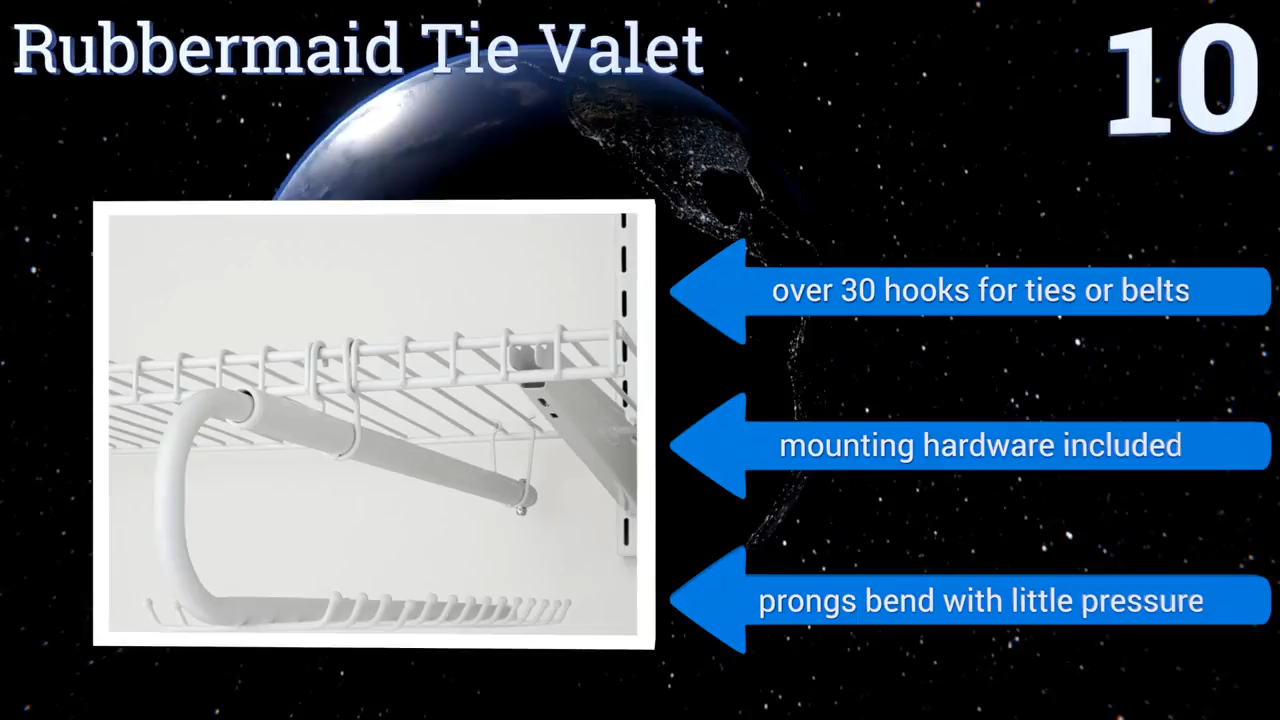 Rubbermaid Tie Valet
10
over 30 hooks for ties or belts
mounting hardware included
prongs bend with little pressure